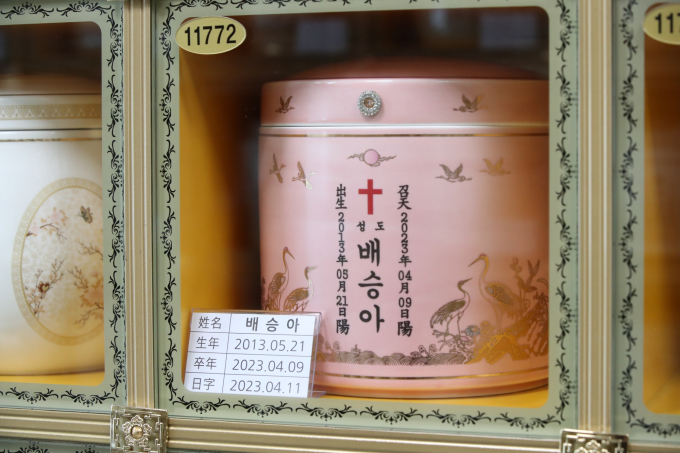 11772
117
召天 2023年 04月 09日 陽
성도 배승아
出生 2013年 05月 21日 陽
姓名 배승아
生年 2013.05.21
卒年 2023.04.09
日字 2023.04.11